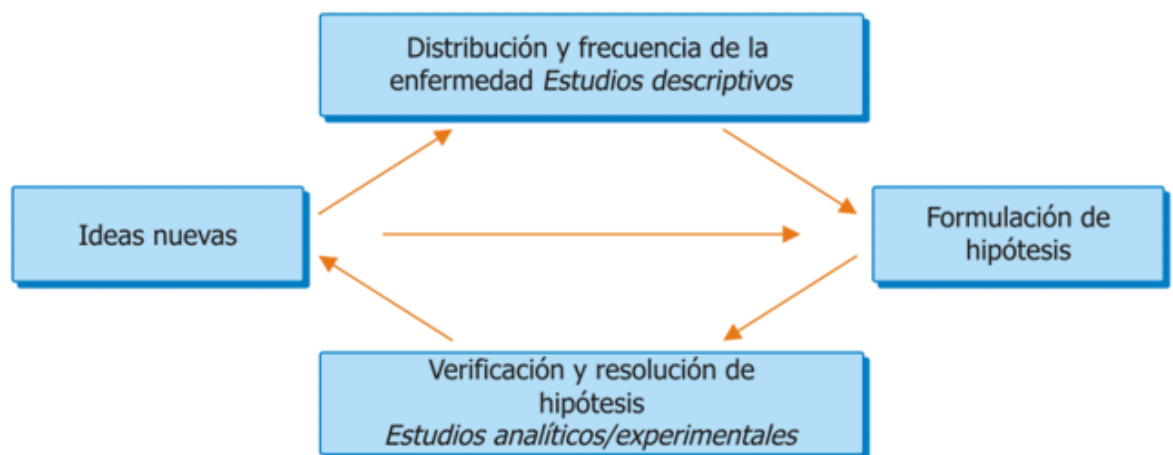 Distribución y frecuencia de la
enfermedad Estudios descriptivos
Ideas nuevas
Formulación de
hipótesis
Verificación y resolución de
hipótesis
Estudios analíticos/experimentales